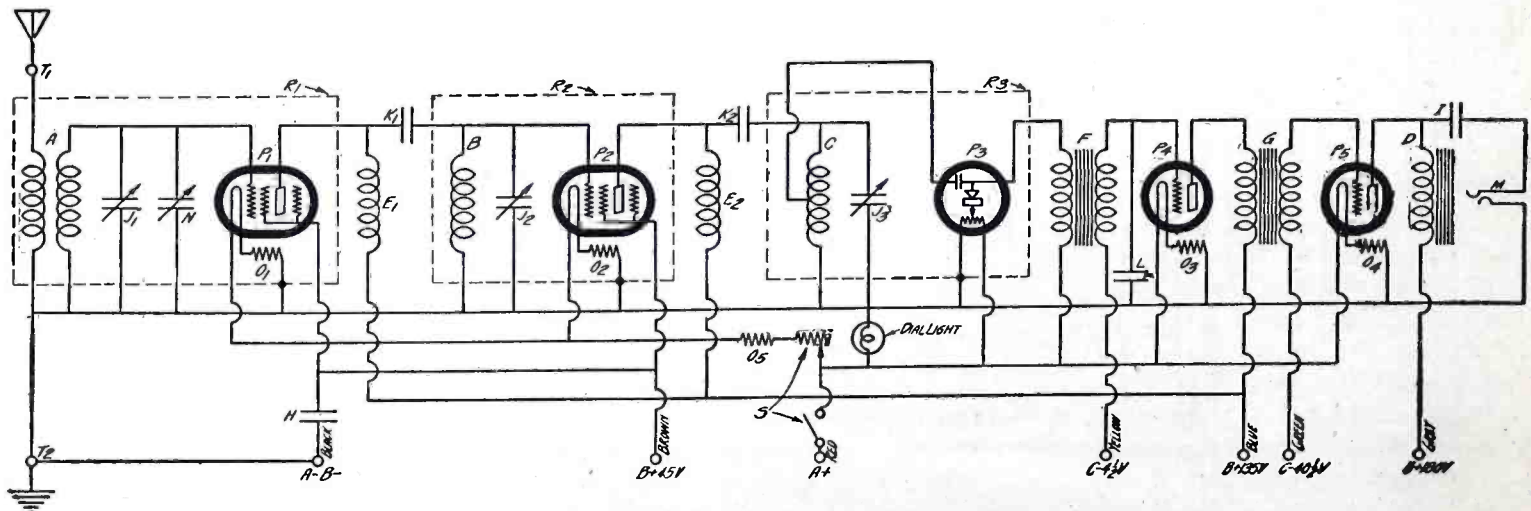 T1
R1
R2
R3
K1
K2
A
P1
B
P2
C
P3
F
P4
G
P5
D
I
J1
N
E1
J2
E2
J3
M
O1
O2
L
O3
O4
O5
DIAL LIGHT
S
H
BLACK
BROWN
RED
YELLOW
BLUE
GREEN
GREY
T2
A-B-
B+45V
A+
C-4½V
B+135V
C-40½V
B+180V